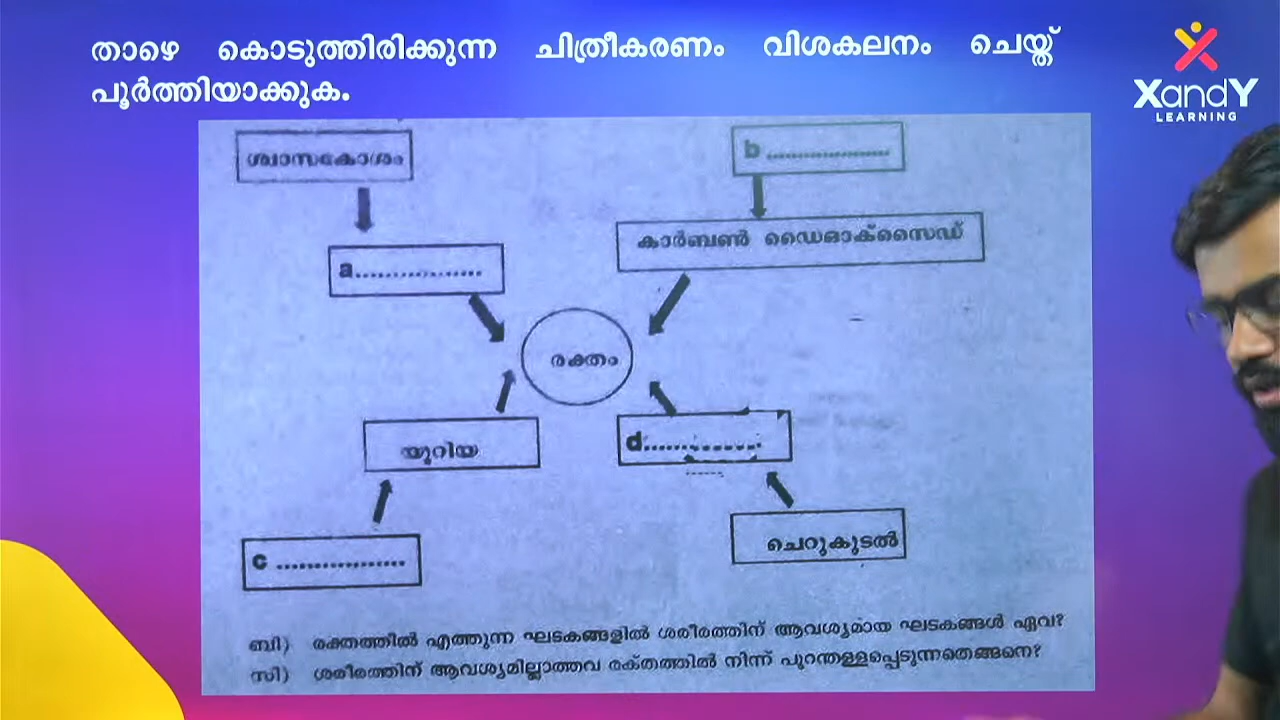 താഴെ കൊടുത്തിരിക്കുന്ന ചിത്രീകരണം വിശകലനം ചെയ്ത്
പൂർത്തിയാക്കുക.
XandY
LEARNING
ശ്വാസകോശം
b ....................
a.................
കാർബൺ ഡൈഓക്സൈഡ്
രക്തം
യൂറിയ
d.................
c .................
ചെറുകുടൽ
ബി) രക്തത്തിൽ എത്തുന്ന ഘടകങ്ങളിൽ ശരീരത്തിന് ആവശ്യമായ ഘടകങ്ങൾ ഏവ?
സി) ശരീരത്തിന് ആവശ്യമില്ലാത്തവ രക്തത്തിൽ നിന്ന് പുറന്തള്ളപ്പെടുന്നതെങ്ങനെ?